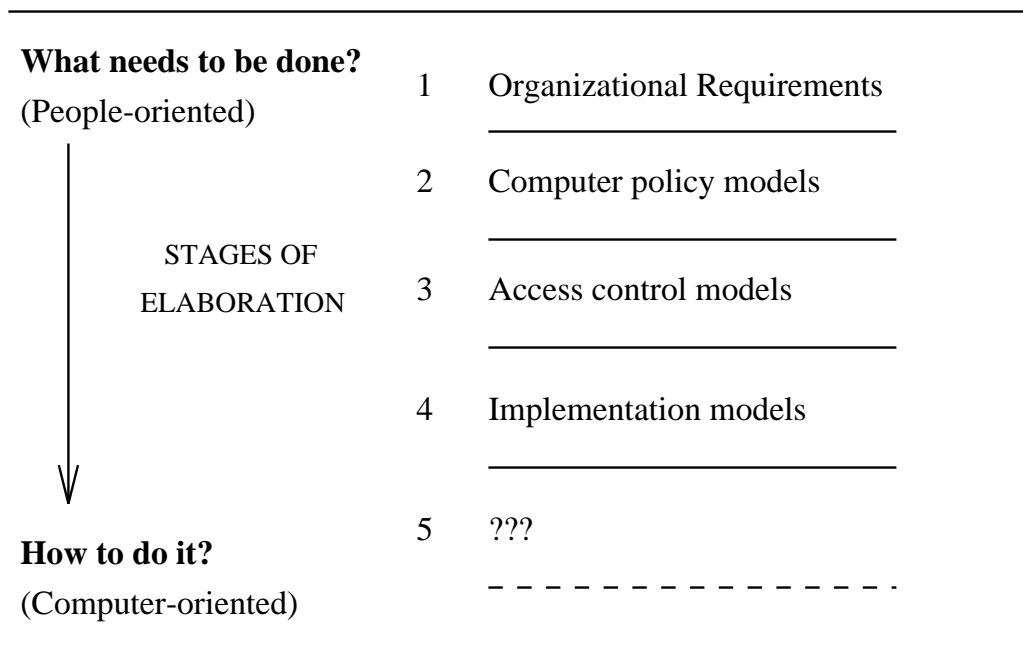 What needs to be done?
(People-oriented)
1 Organizational Requirements
2 Computer policy models
STAGES OF
ELABORATION
3 Access control models
4 Implementation models
5 ???
How to do it?
(Computer-oriented)